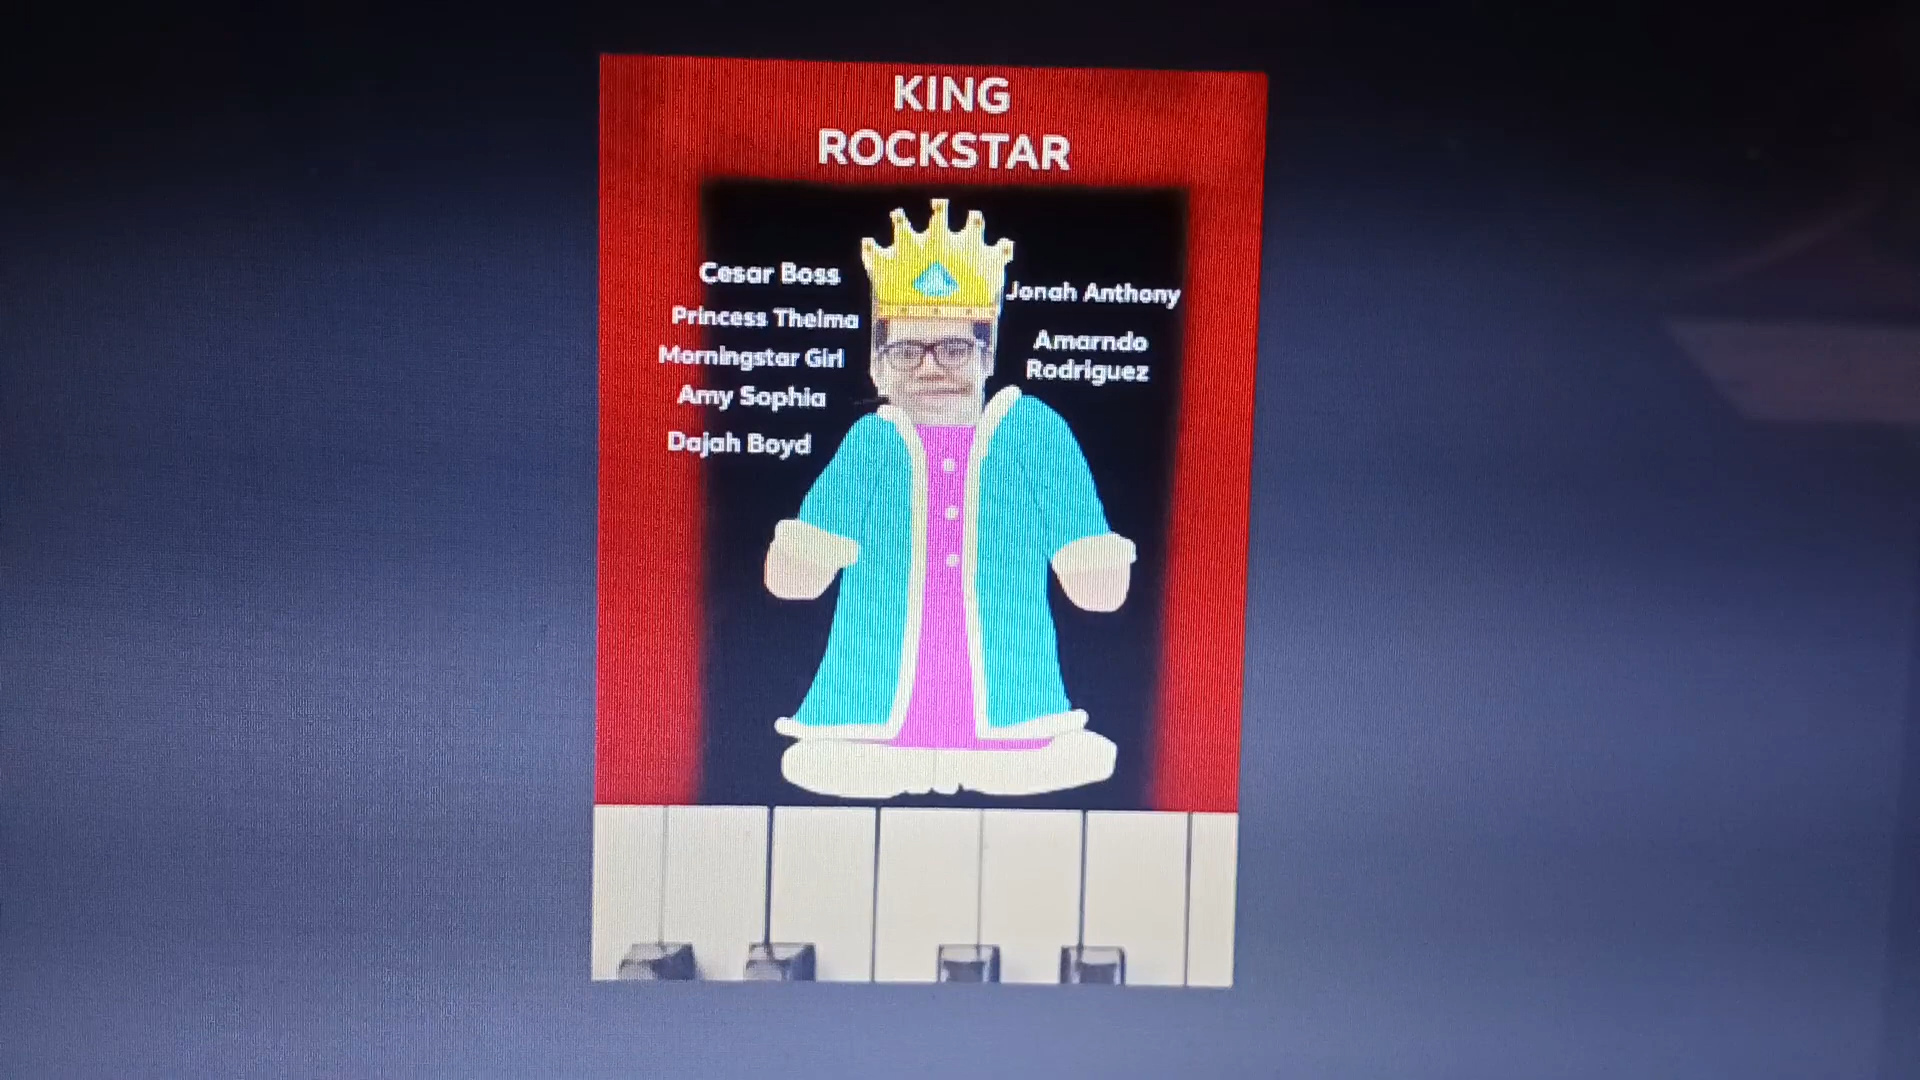 KING
ROCKSTAR
Cesar Boss
Princess Thelma
Morningstar Girl
Amy Sophia
Dajah Boyd
Jonah Anthony
Amarndo
Rodriguez